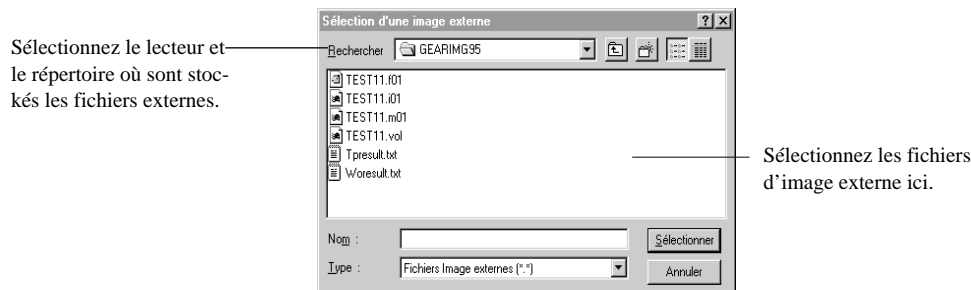 Sélection d'une image externe
Sélectionnez le lecteur et
le répertoire où sont stoc-
kés les fichiers externes.
Rechercher GEARIMG95
TEST11.f01
TEST11.i01
TEST11.m01
TEST11.vol
Tpresult.txt
Woresult.txt
Sélectionnez les fichiers
d’image externe ici.
Nom :
Sélectionner
Type : Fichiers Image externes (*.*)
Annuler